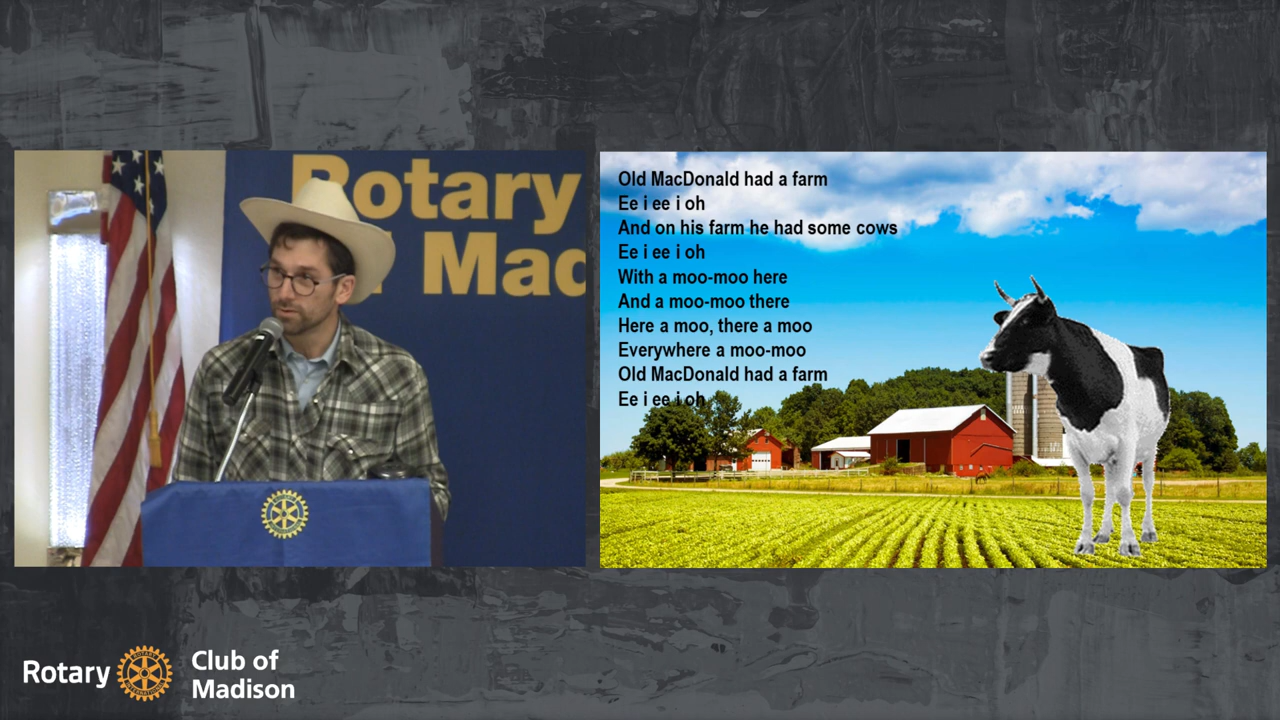 Rotary
Mad
Old MacDonald had a farm
Ee i ee i oh
And on his farm he had some cows
Ee i ee i oh
With a moo-moo here
And a moo-moo there
Here a moo, there a moo
Everywhere a moo-moo
Old MacDonald had a farm
Ee i ee i oh
Rotary
Club of
Madison